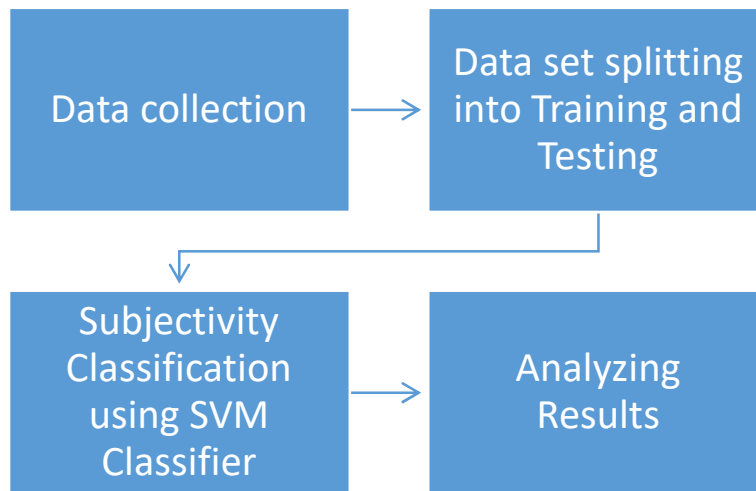 Data collection
Data set splitting
into Training and
Testing
Subjectivity
Classification
using SVM
Classifier
Analyzing
Results